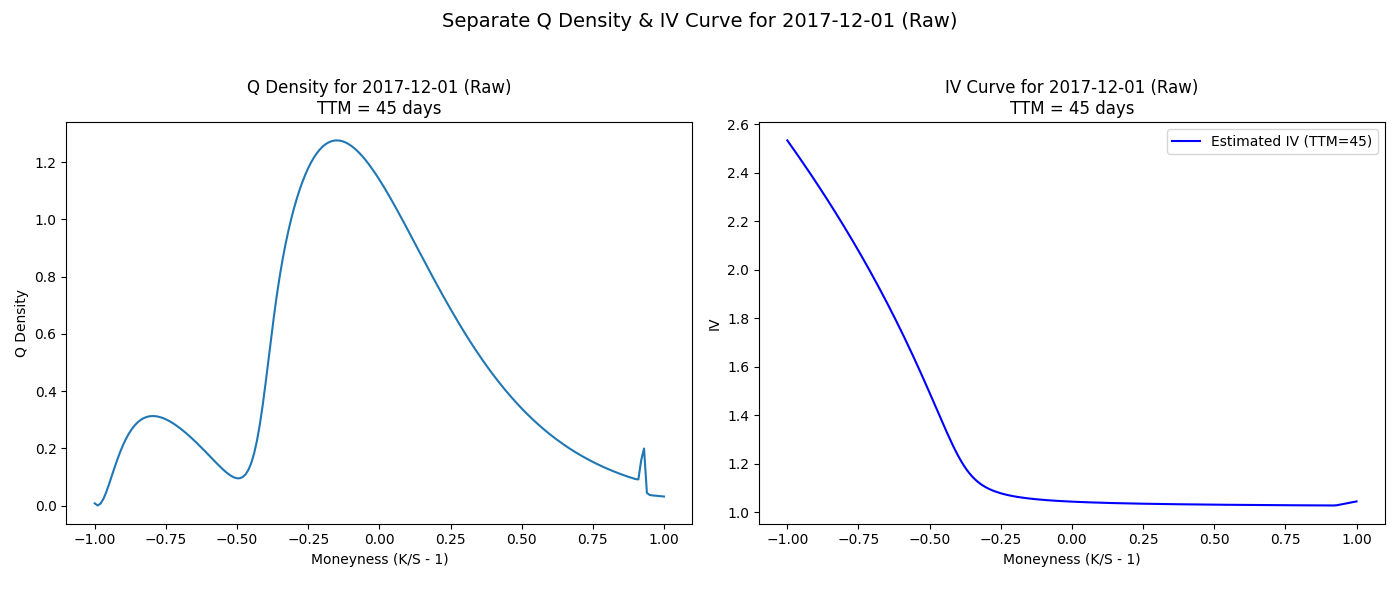 Separate Q Density & IV Curve for 2017-12-01 (Raw)
Q Density for 2017-12-01 (Raw)
TTM = 45 days
Q Density
1.2
1.0
0.8
0.6
0.4
0.2
0.0
−1.00 −0.75 −0.50 −0.25 0.00 0.25 0.50 0.75 1.00
Moneyness (K/S - 1)
IV Curve for 2017-12-01 (Raw)
TTM = 45 days
Estimated IV (TTM=45)
IV
2.6
2.4
2.2
2.0
1.8
1.6
1.4
1.2
1.0
−1.00 −0.75 −0.50 −0.25 0.00 0.25 0.50 0.75 1.00
Moneyness (K/S - 1)